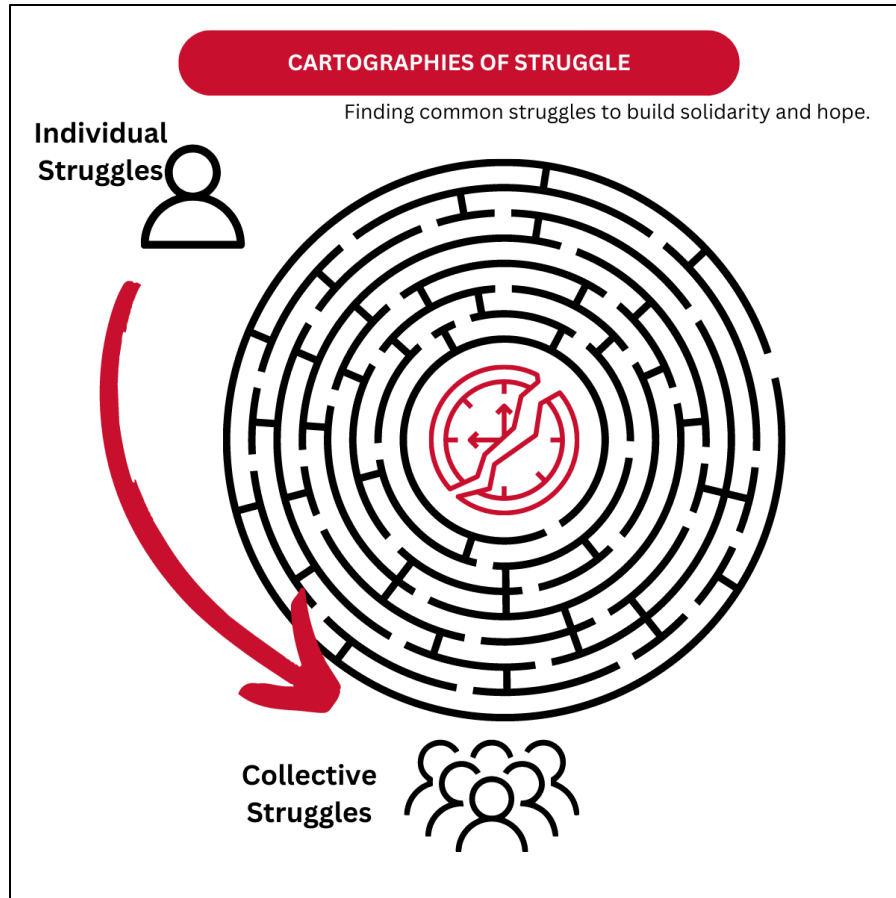 CARTOGRAPHIES OF STRUGGLE
Finding common struggles to build solidarity and hope.
Individual
Struggles
Collective
Struggles